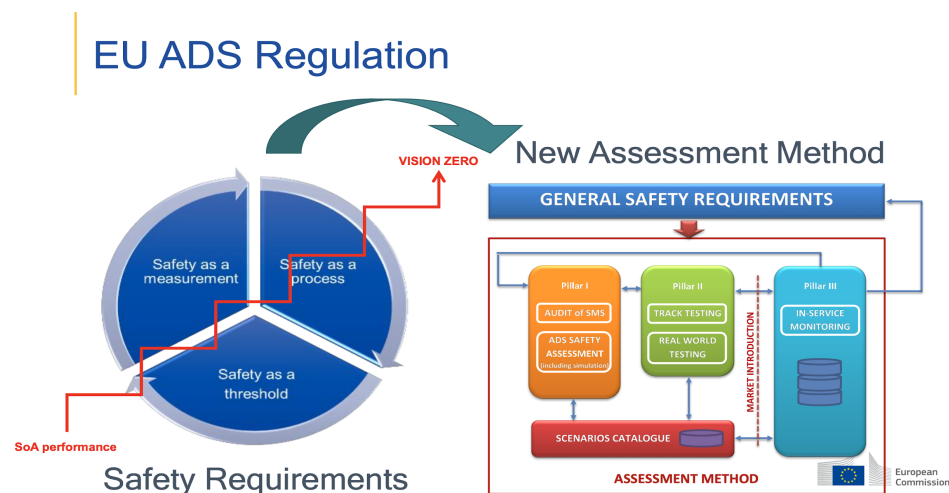 EU ADS Regulation
VISION ZERO
New Assessment Method
Safety as a
measurement
Safety as a
process
Safety as a
threshold
SoA performance
Safety Requirements
GENERAL SAFETY REQUIREMENTS
Pillar I
AUDIT of SMS
ADS SAFETY
ASSESSMENT
(including simulation)
Pillar II
TRACK TESTING
REAL WORLD
TESTING
MARKET INTRODUCTION
Pillar III
IN-SERVICE
MONITORING
SCENARIOS CATALOGUE
ASSESSMENT METHOD
European
Commission